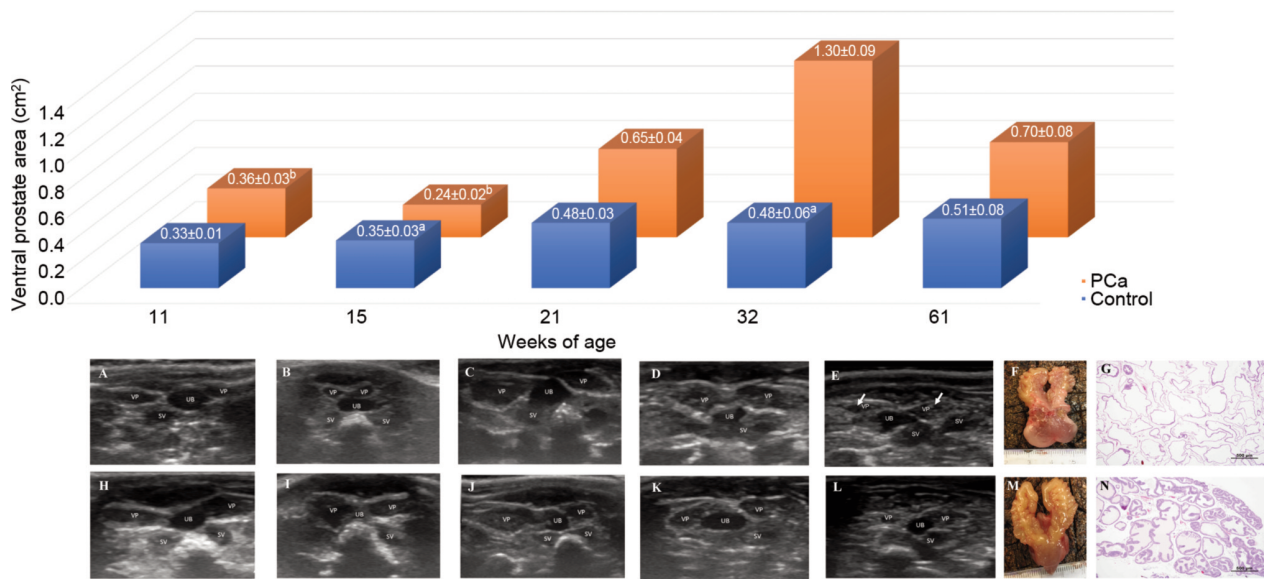 Ventral prostate area (cm²)
1.4
1.2
1.0
0.8
0.6
0.4
0.2
0.0
1.30±0.09
0.65±0.04
0.70±0.08
0.36±0.03ᵇ
0.24±0.02ᵇ
0.33±0.01
0.35±0.03ᵃ
0.48±0.03
0.48±0.06ᵃ
0.51±0.08
PCa
Control
11 15 21 32 61
Weeks of age
A
VP
VP
UB
SV
B
VP VP
UB
SV SV
C
VP
VP
UB
SV
D
VP VP
UB
SV
E
VP VP
UB
SV
F
G
H
VP
VP
UB
SV
SV
I
VP VP
UB
SV SV
J
VP VP
UB
SV SV
K
VP
VP
UB
SV
L
VP VP
UB
SV
M
N